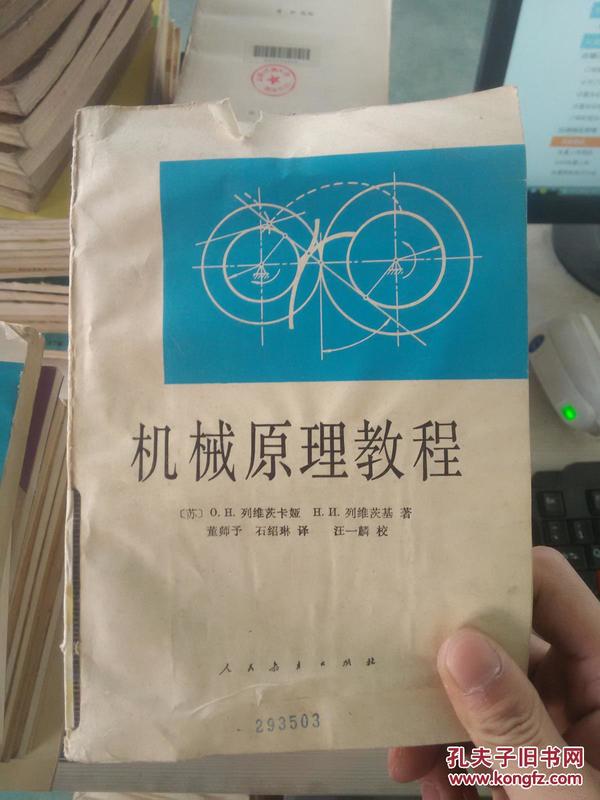 机械原理教程
〔苏〕 О. Н. 列维茨卡娅 Н. И. 列维茨基 著
董师予 石绍琳 译 汪一麟 校
人民教育出版社
293503
孔夫子旧书网
www.kongfz.com